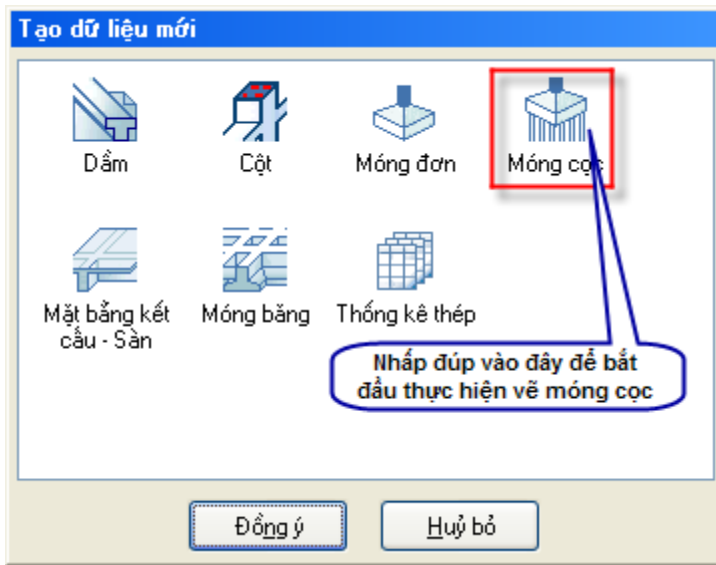 Tạo dữ liệu mới
Dầm
Cột
Móng đơn
Móng cọc
Mặt bằng kết
cấu - Sàn
Móng băng
Thống kê thép
Nhấp đúp vào đây để bắt
đầu thực hiện vẽ móng cọc
Đồng ý
Huỷ bỏ